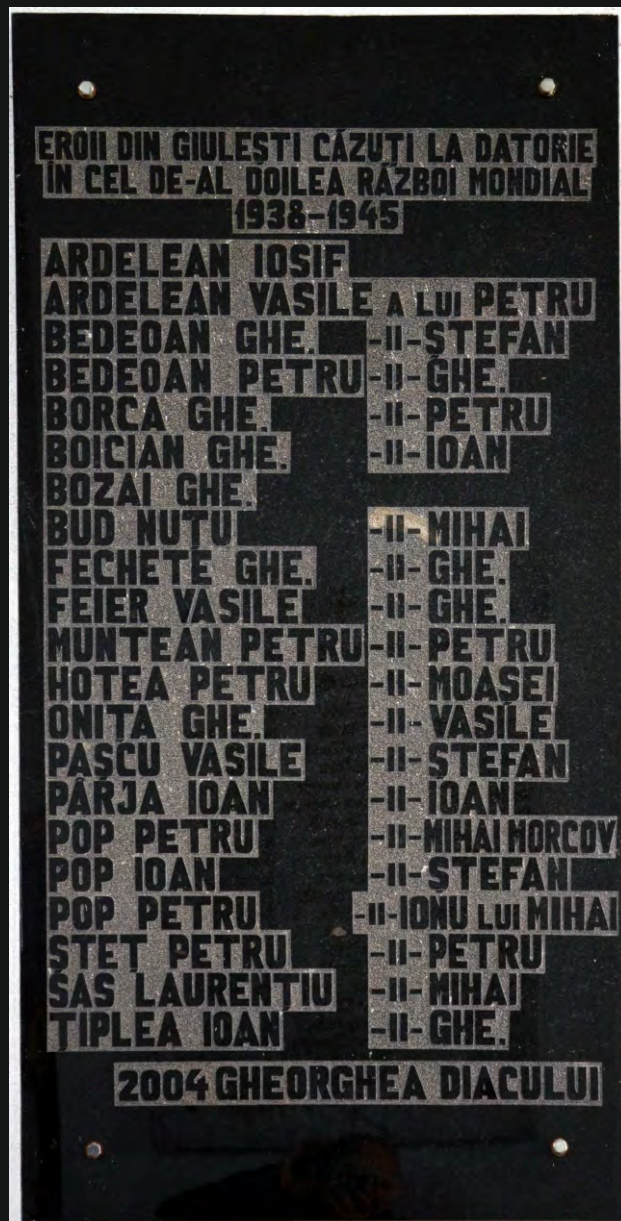 EROII DIN GIULEȘTI CĂZUȚI LA DATORIE
ÎN CEL DE-AL DOILEA RĂZBOI MONDIAL
1938-1945
ARDELEAN IOSIF
ARDELEAN VASILE A LUI PETRU
BEDEOAN GHE. -II- ȘTEFAN
BEDEOAN PETRU -II- GHE.
BORCA GHE. -II- PETRU
BOICIAN GHE. -II- IOAN
BOZAI GHE.
BUD NUȚU -II- MIHAI
FECHETE GHE. -II- GHE.
FEIER VASILE -II- GHE.
MUNTEAN PETRU -II- PETRU
HOTEA PETRU -II- MOAȘEI
ONIȚA GHE. -II- VASILE
PAȘCU VASILE -II- ȘTEFAN
PÂRJA IOAN -II- IOAN
POP PETRU -II- MIHAI MORCOV
POP IOAN -II- ȘTEFAN
POP PETRU -II- IONU LUI MIHAI
ȘTEȚ PETRU -II- PETRU
ȘAS LAURENȚIU -II- MIHAI
ȚIPLEA IOAN -II- GHE.
2004 GHEORGHEA DIACULUI